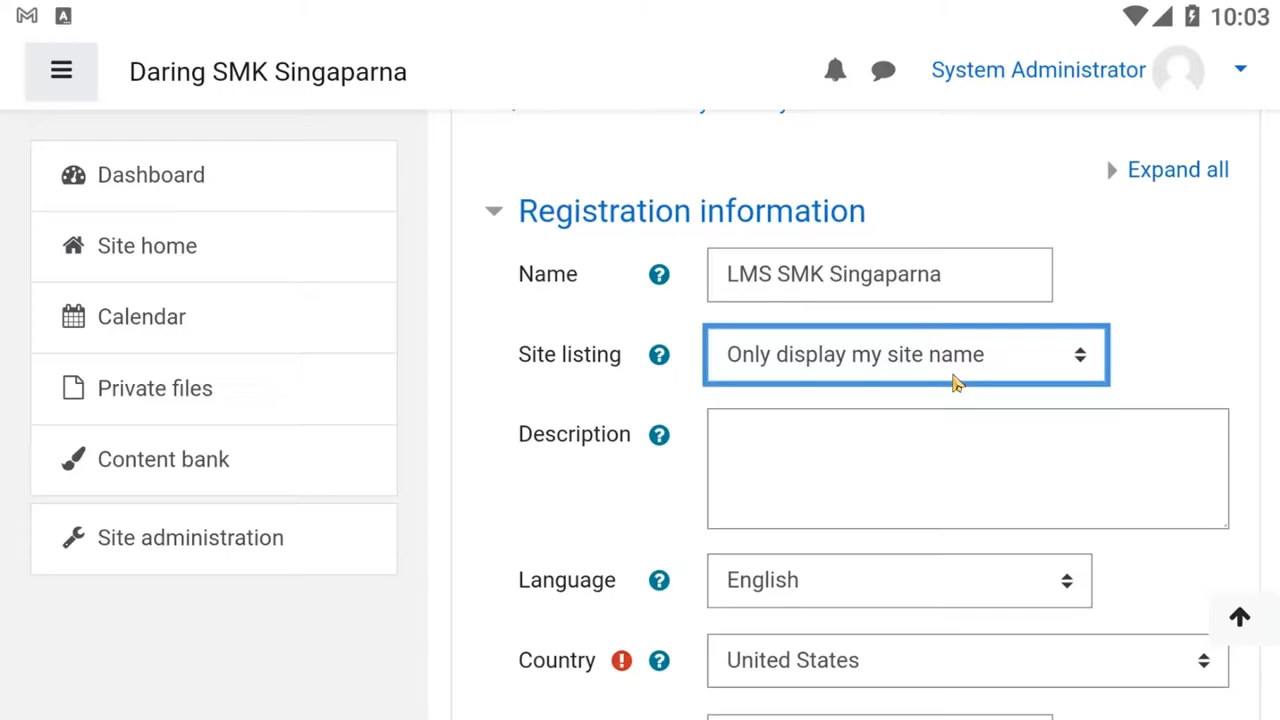 10:03
Daring SMK Singaparna
System Administrator
Dashboard
Site home
Calendar
Private files
Content bank
Site administration
Expand all
Registration information
Name
LMS SMK Singaparna
Site listing
Only display my site name
Description
Language
English
Country
United States